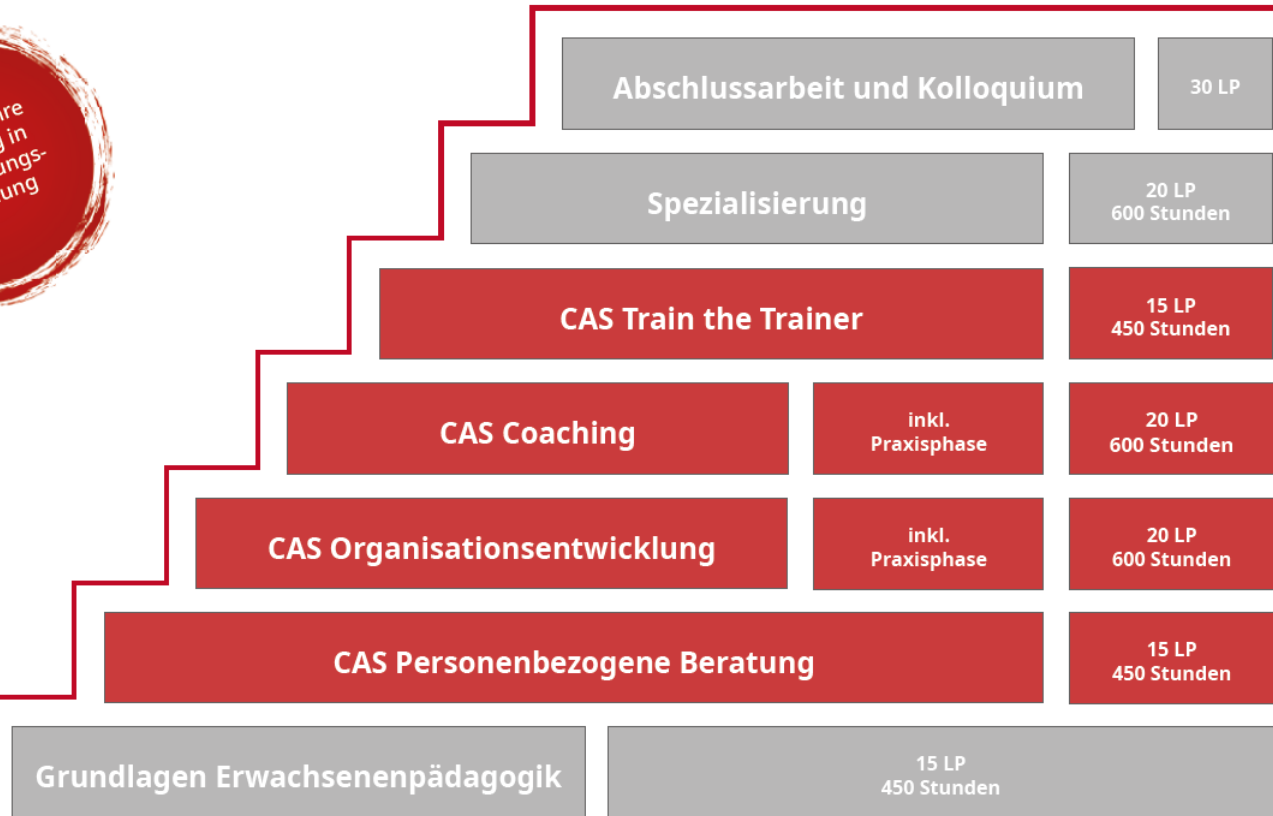 Abschlussarbeit und Kolloquium
30 LP
Spezialisierung
20 LP
600 Stunden
CAS Train the Trainer
15 LP
450 Stunden
CAS Coaching
inkl.
Praxisphase
20 LP
600 Stunden
CAS Organisationsentwicklung
inkl.
Praxisphase
20 LP
600 Stunden
CAS Personenbezogene Beratung
15 LP
450 Stunden
Grundlagen Erwachsenenpädagogik
15 LP
450 Stunden
in